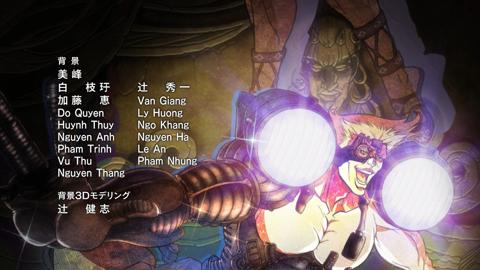 背 景
美 峰
白 枝玗 辻 秀一
加藤 恵 Van Giang
Do Quyen Ly Huong
Huynh Thuy Ngo Khang
Nguyen Anh Nguyen Ha
Pham Trinh Le An
Vu Thu Pham Nhung
Nguyen Thang
背景3Dモデリング
辻 健志